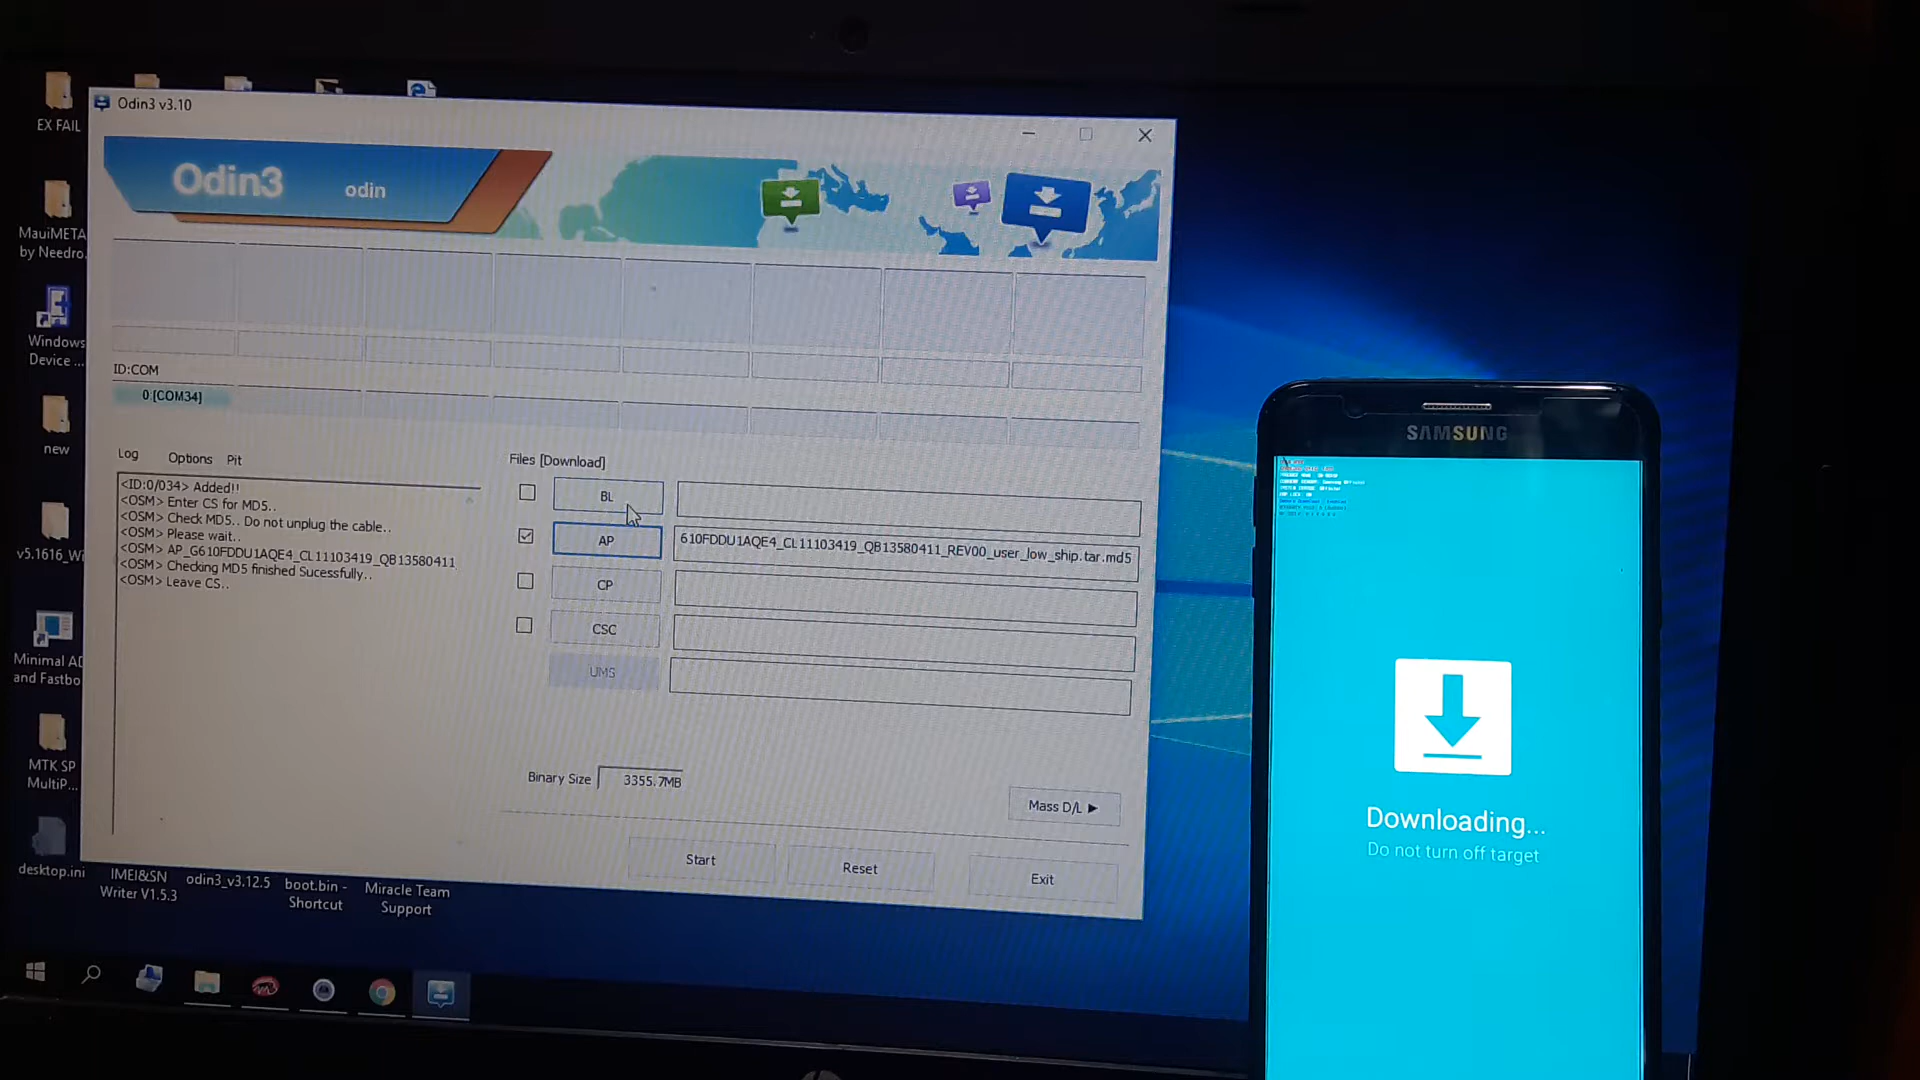 EX FAIL
MauiMETA
by Needro.
Windows
Device ...
new
v5.1616_Wi
Minimal AD
and Fastbo
MTK SP
MultiP...
desktop.ini
IMEI&SN
Writer V1.5.3
odin3_v3.12.5
boot.bin -
Shortcut
Miracle Team
Support
Odin3 v3.10
Odin3
odin
ID:COM
0:[COM34]
Log
Options
Pit
<ID:0/034> Added!!
<OSM> Enter CS for MD5..
<OSM> Check MD5.. Do not unplug the cable..
<OSM> Please wait..
<OSM> AP_G610FDDU1AQE4_CL11103419_QB13580411
<OSM> Checking MD5 finished Sucessfully..
<OSM> Leave CS..
Files [Download]
BL
AP
610FDDU1AQE4_CL11103419_QB13580411_REV00_user_low_ship.tar.md5
CP
CSC
UMS
Binary Size
3355.7MB
Mass D/L
Start
Reset
Exit
SAMSUNG
Downloading...
Do not turn off target